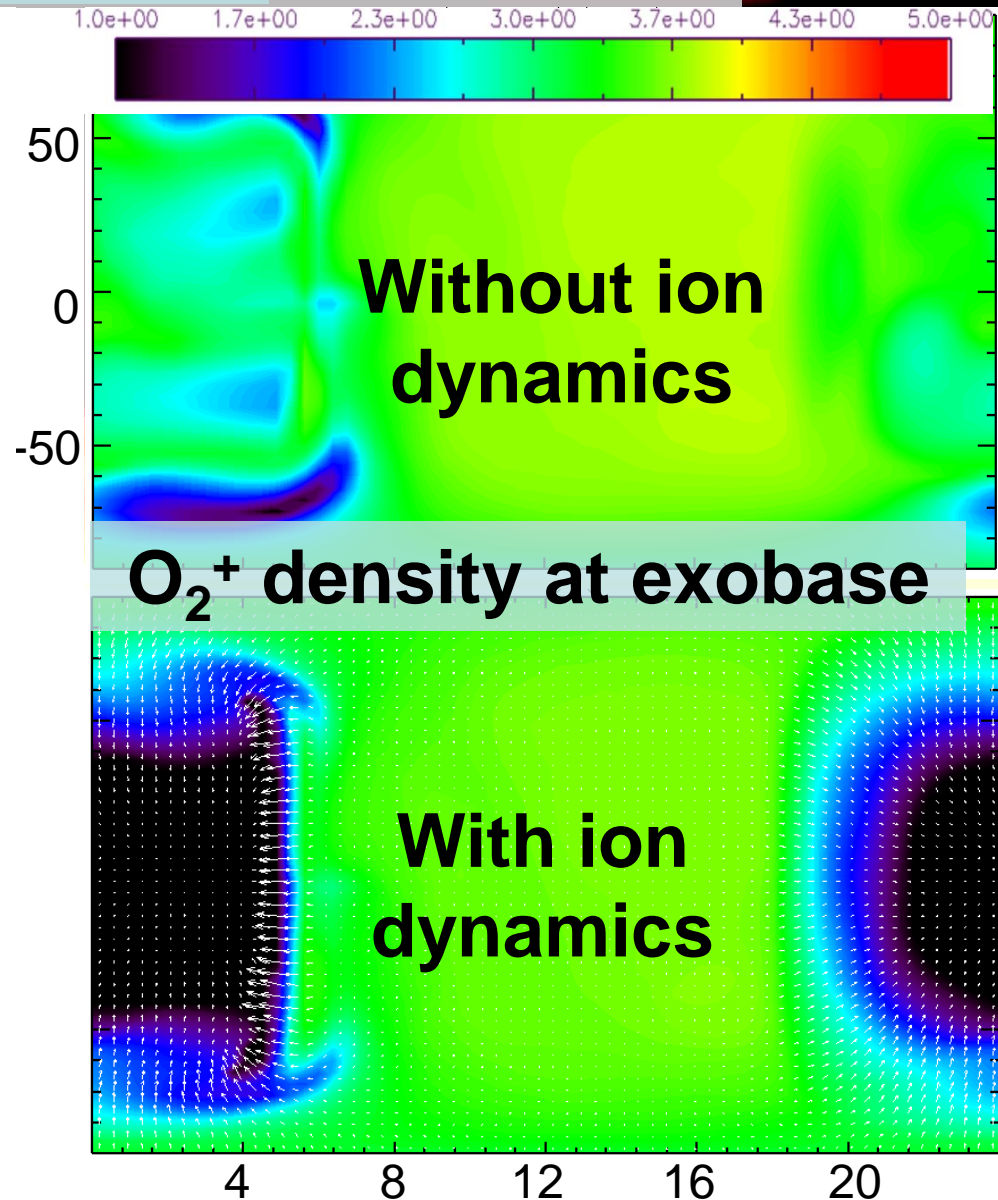 1.0e+00 1.7e+00 2.3e+00 3.0e+00 3.7e+00 4.3e+00 5.0e+00
50
Without ion
0
dynamics
-50
O₂⁺ density at exobase
With ion
dynamics
4 8 12 16 20